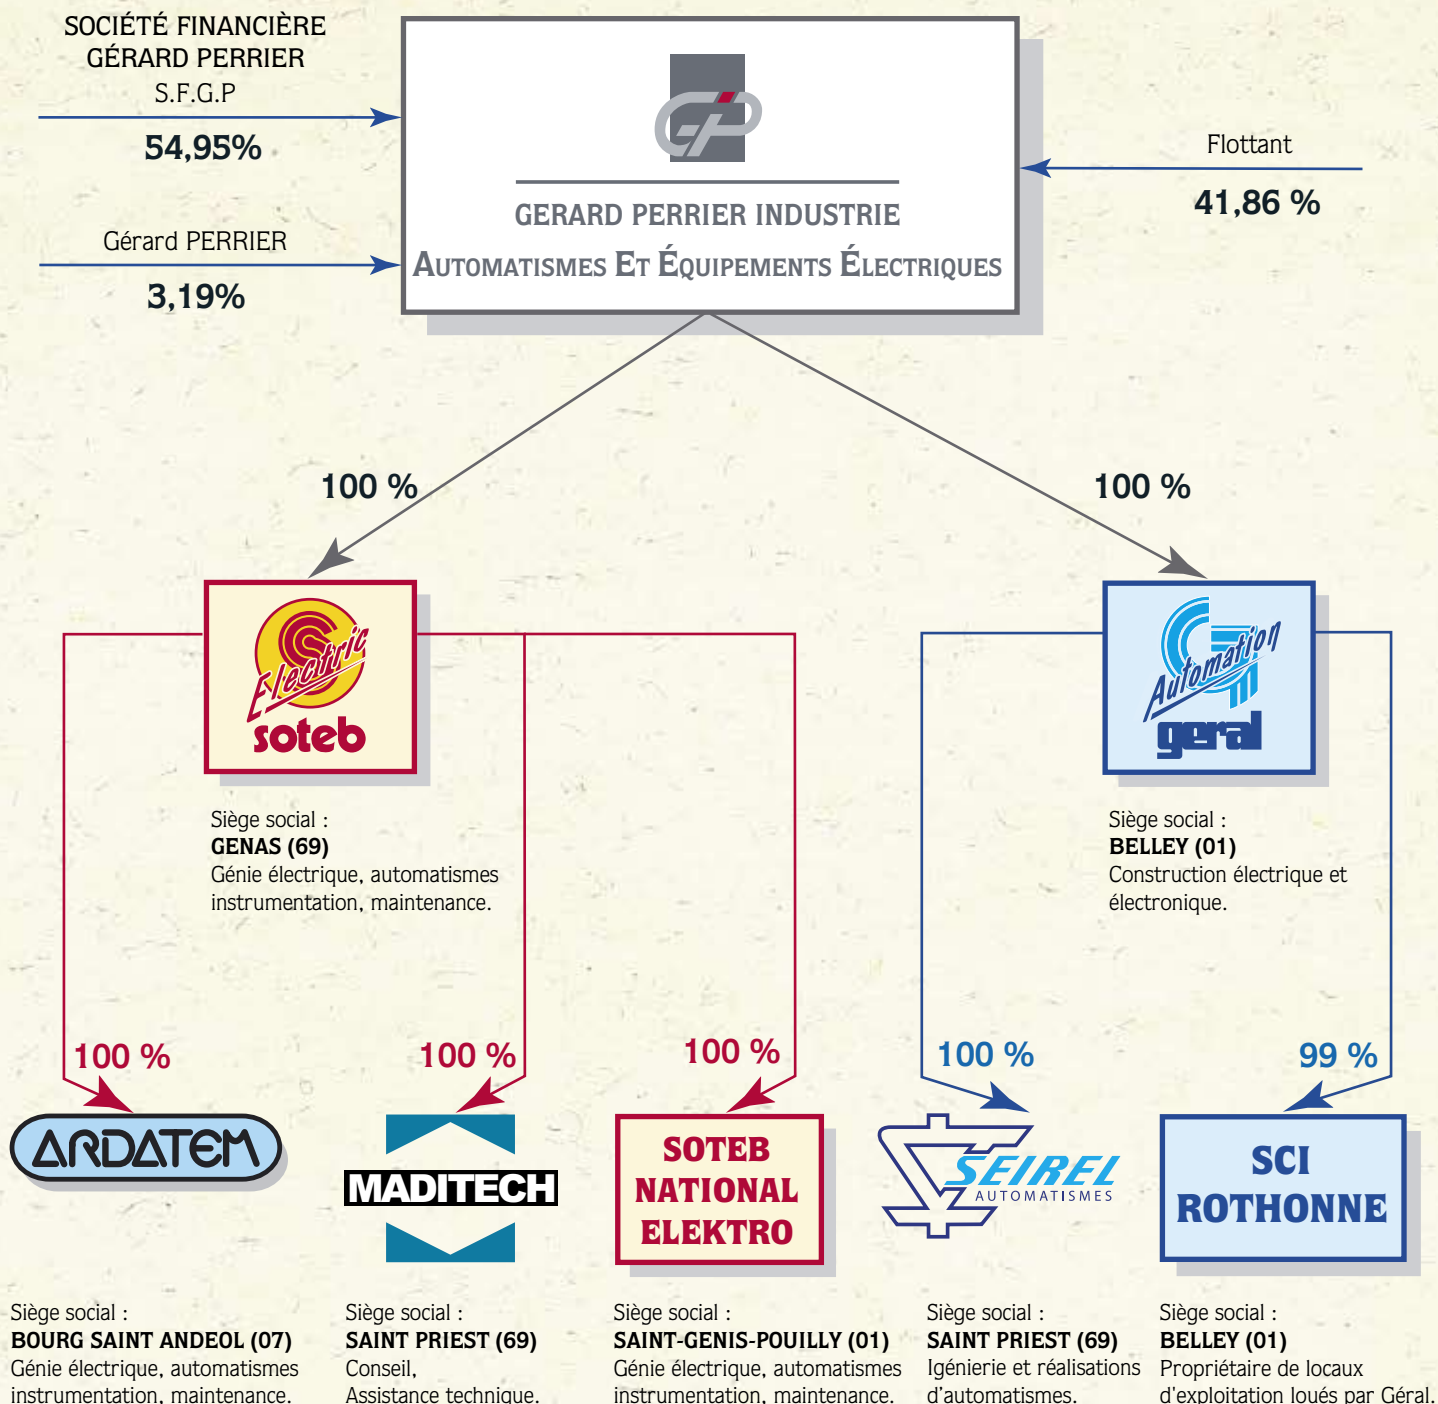 SOCIÉTÉ FINANCIÈRE
GÉRARD PERRIER
S.F.G.P
54,95%
Gérard PERRIER
3,19%
GERARD PERRIER INDUSTRIE
AUTOMATISMES ET ÉQUIPEMENTS ÉLECTRIQUES
Flottant
41,86 %
100 %
100 %
Electric
soteb
Automation
geral
Siège social :
GENAS (69)
Génie électrique, automatismes
instrumentation, maintenance.
Siège social :
BELLEY (01)
Construction électrique et
électronique.
100 %
100 %
100 %
100 %
99 %
ARDATEM
MADITECH
SOTEB
NATIONAL
ELEKTRO
SEIREL
AUTOMATISMES
SCI
ROTHONNE
Siège social :
BOURG SAINT ANDEOL (07)
Génie électrique, automatismes
instrumentation, maintenance.
Siège social :
SAINT PRIEST (69)
Conseil,
Assistance technique.
Siège social :
SAINT-GENIS-POUILLY (01)
Génie électrique, automatismes
instrumentation, maintenance.
Siège social :
SAINT PRIEST (69)
Igénierie et réalisations
d'automatismes.
Siège social :
BELLEY (01)
Propriétaire de locaux
d'exploitation loués par Géral.